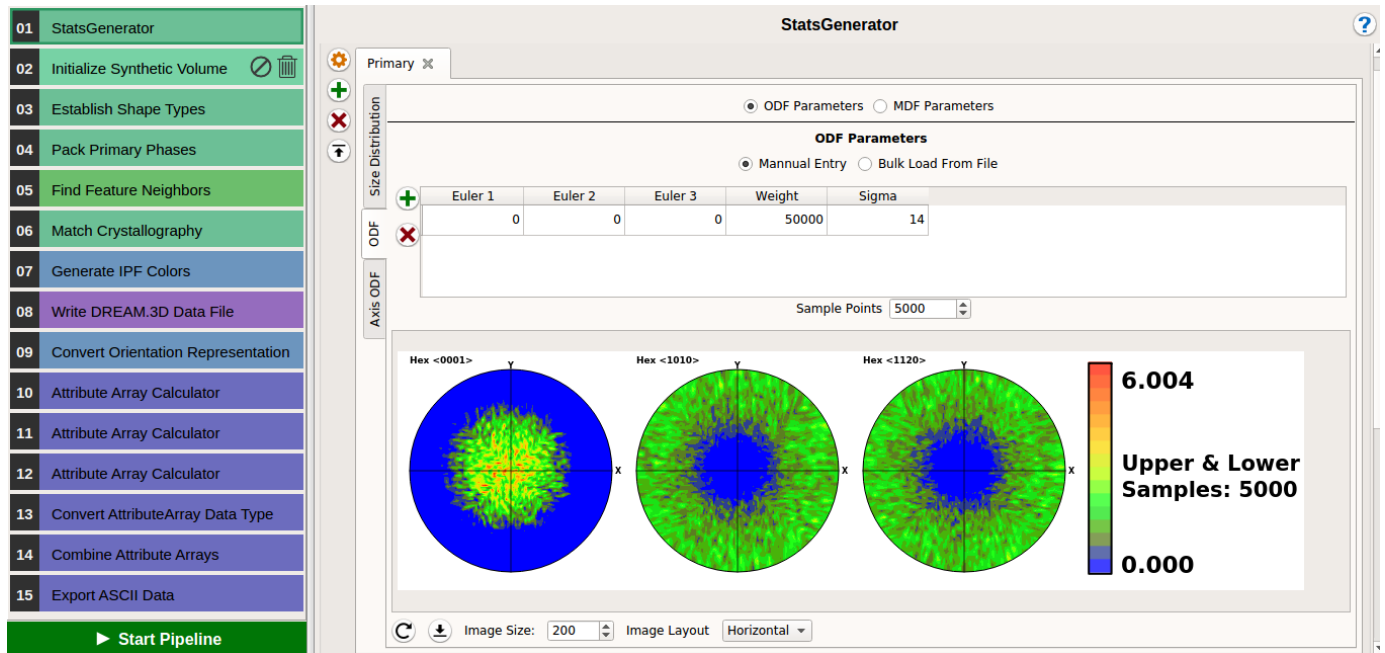 StatsGenerator
01 StatsGenerator
02 Initialize Synthetic Volume
03 Establish Shape Types
04 Pack Primary Phases
05 Find Feature Neighbors
06 Match Crystallography
07 Generate IPF Colors
08 Write DREAM.3D Data File
09 Convert Orientation Representation
10 Attribute Array Calculator
11 Attribute Array Calculator
12 Attribute Array Calculator
13 Convert AttributeArray Data Type
14 Combine Attribute Arrays
15 Export ASCII Data
Start Pipeline
Primary
Size Distribution
ODF
Axis ODF
ODF Parameters MDF Parameters
ODF Parameters
Mannual Entry Bulk Load From File
Euler 1 Euler 2 Euler 3 Weight Sigma
0 0 0 50000 14
Sample Points 5000
Hex <0001> Hex <1010> Hex <1120>
Y Y Y
X X X
6.004
Upper & Lower
Samples: 5000
0.000
Image Size: 200 Image Layout Horizontal